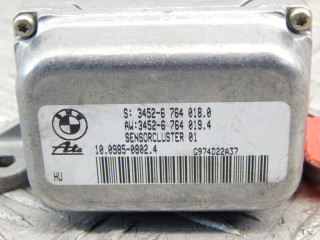 S: 3452-6 764 018.0
AW:3452-6 764 019.4
SENSORCLUSTER 01
Ate
10.0985-0802.4
G974D22A37
HU